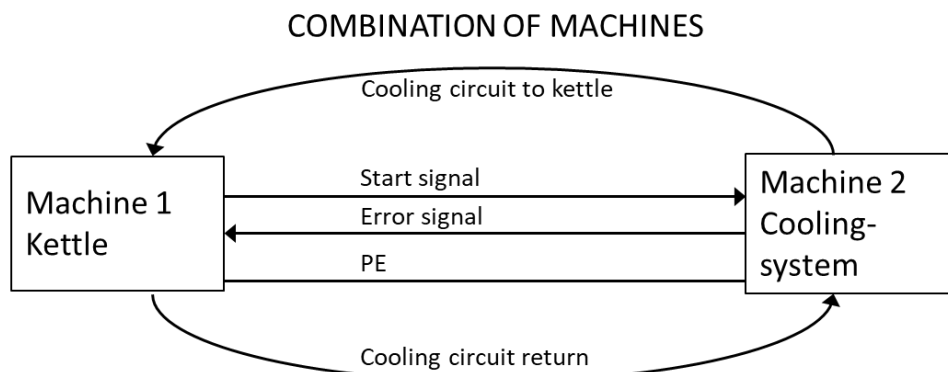 COMBINATION OF MACHINES
Cooling circuit to kettle
Machine 1
Kettle
Start signal
Error signal
PE
Machine 2
Cooling-
system
Cooling circuit return